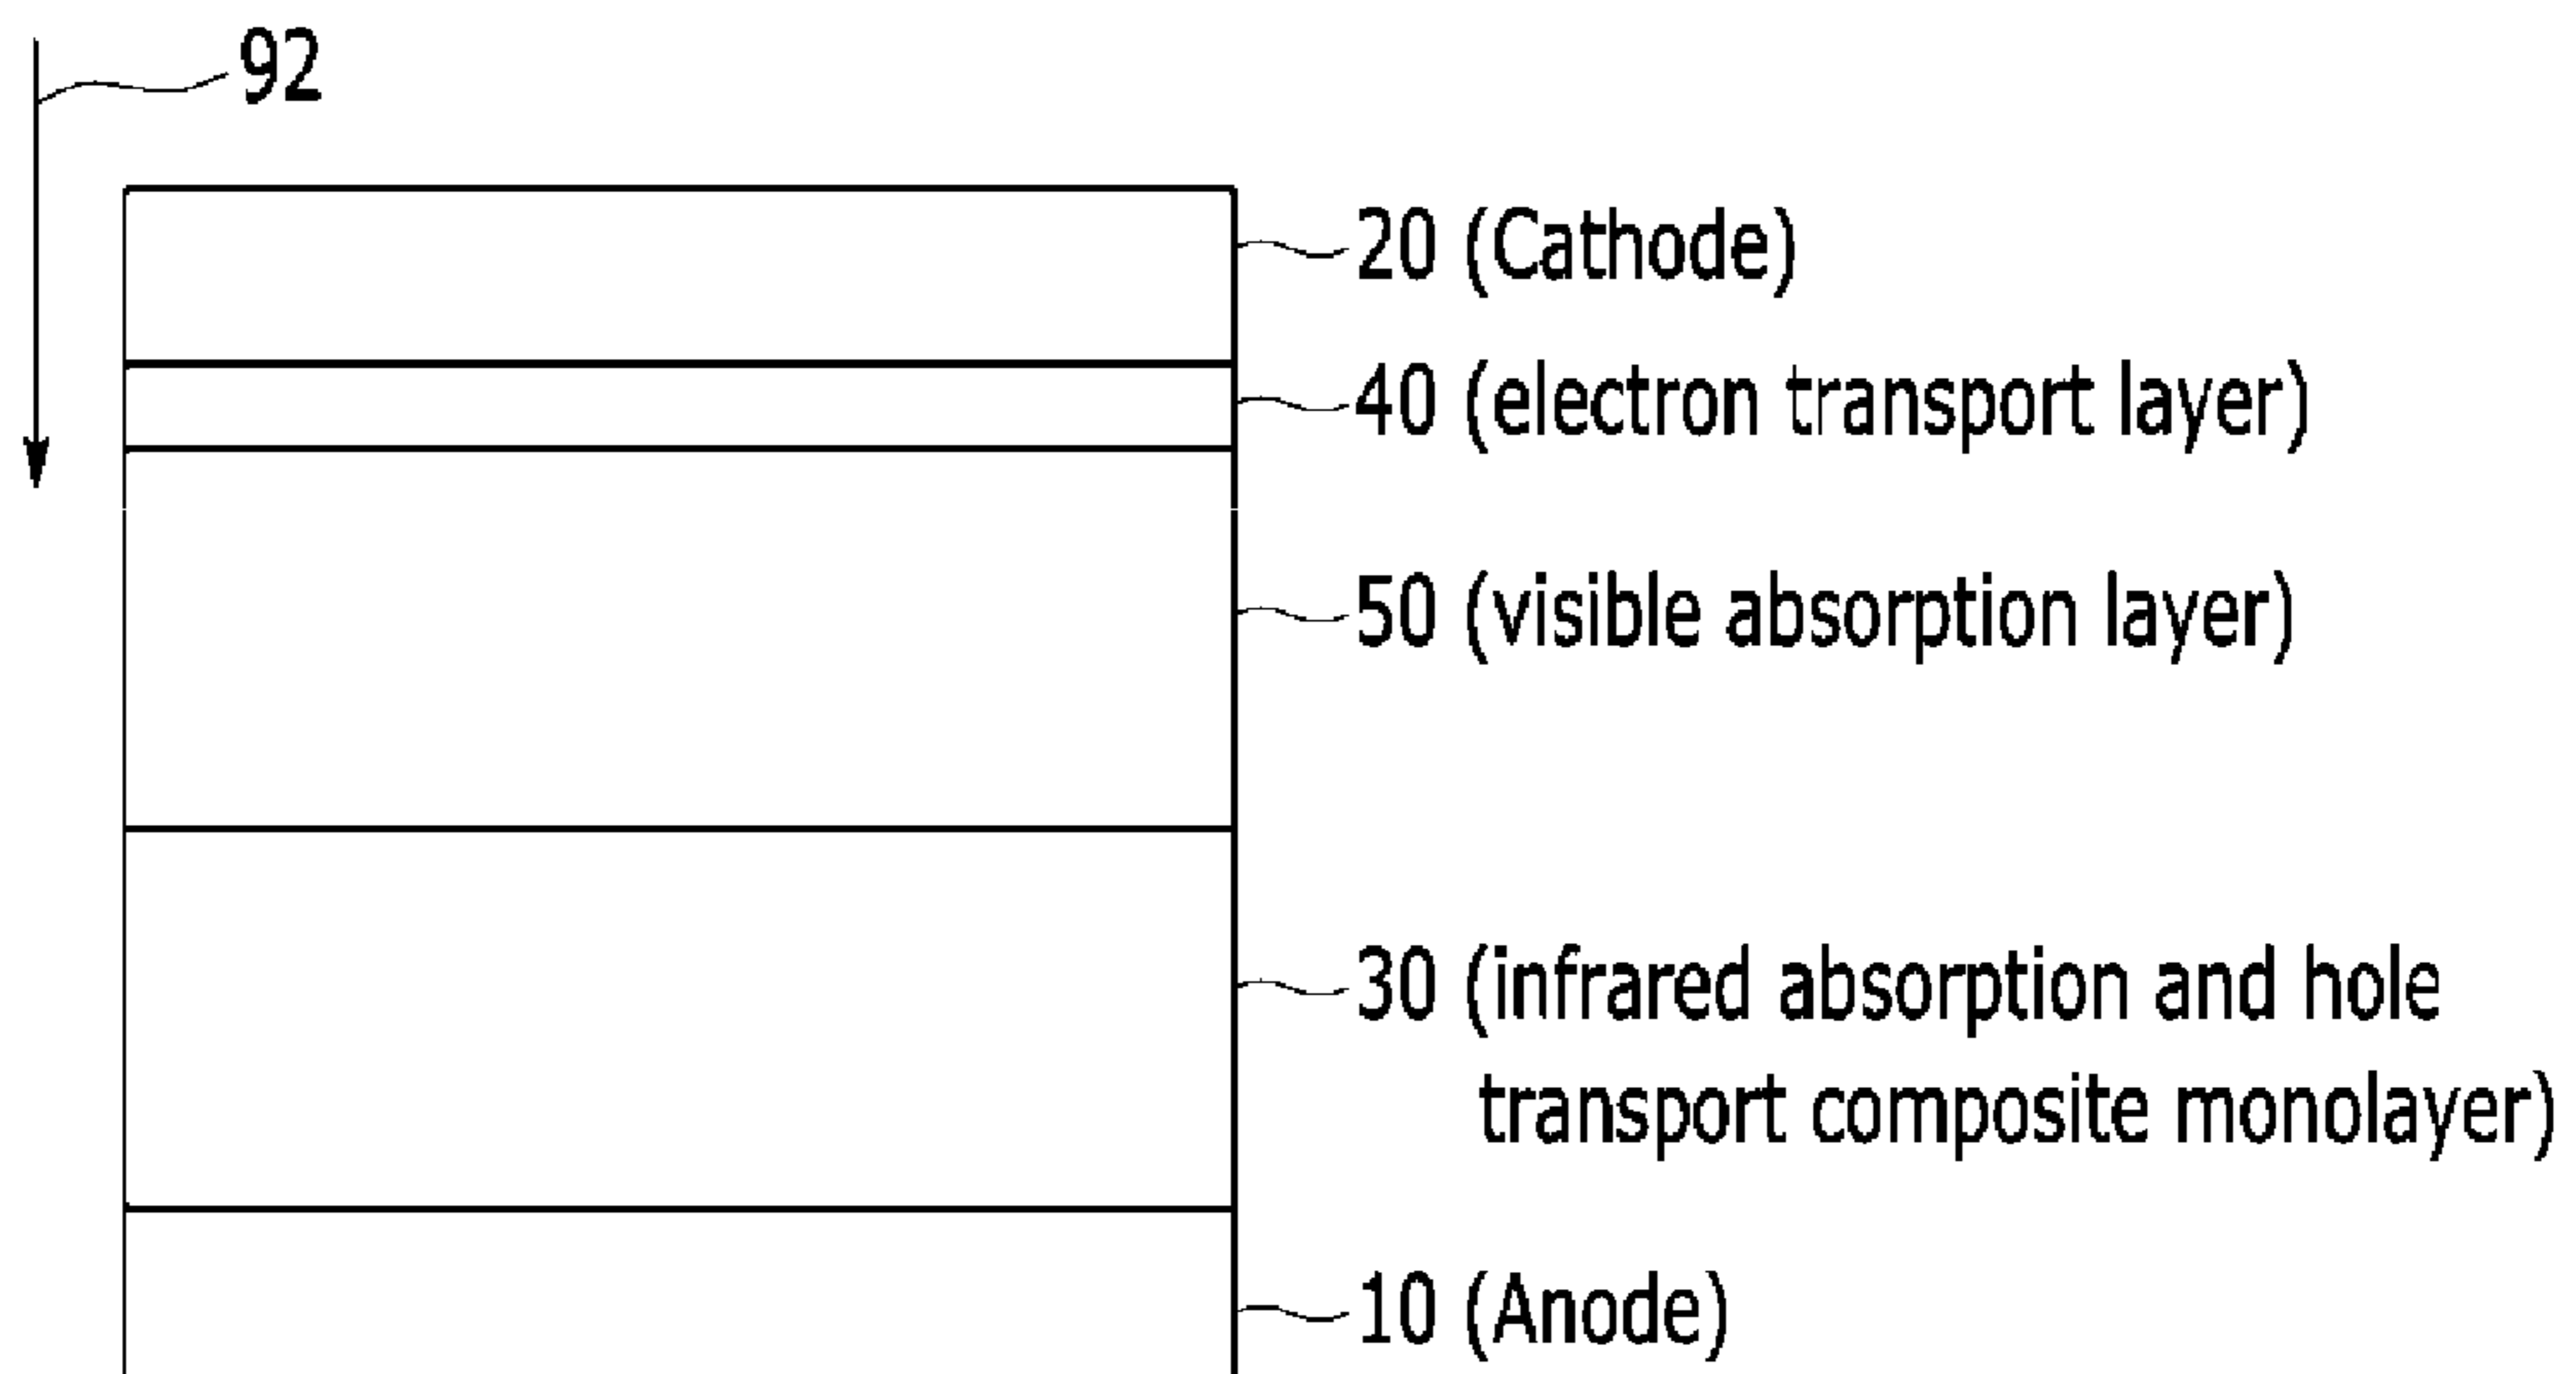 92
20 (Cathode)
40 (electron transport layer)
50 (visible absorption layer)
30 (infrared absorption and hole
transport composite monolayer)
10 (Anode)